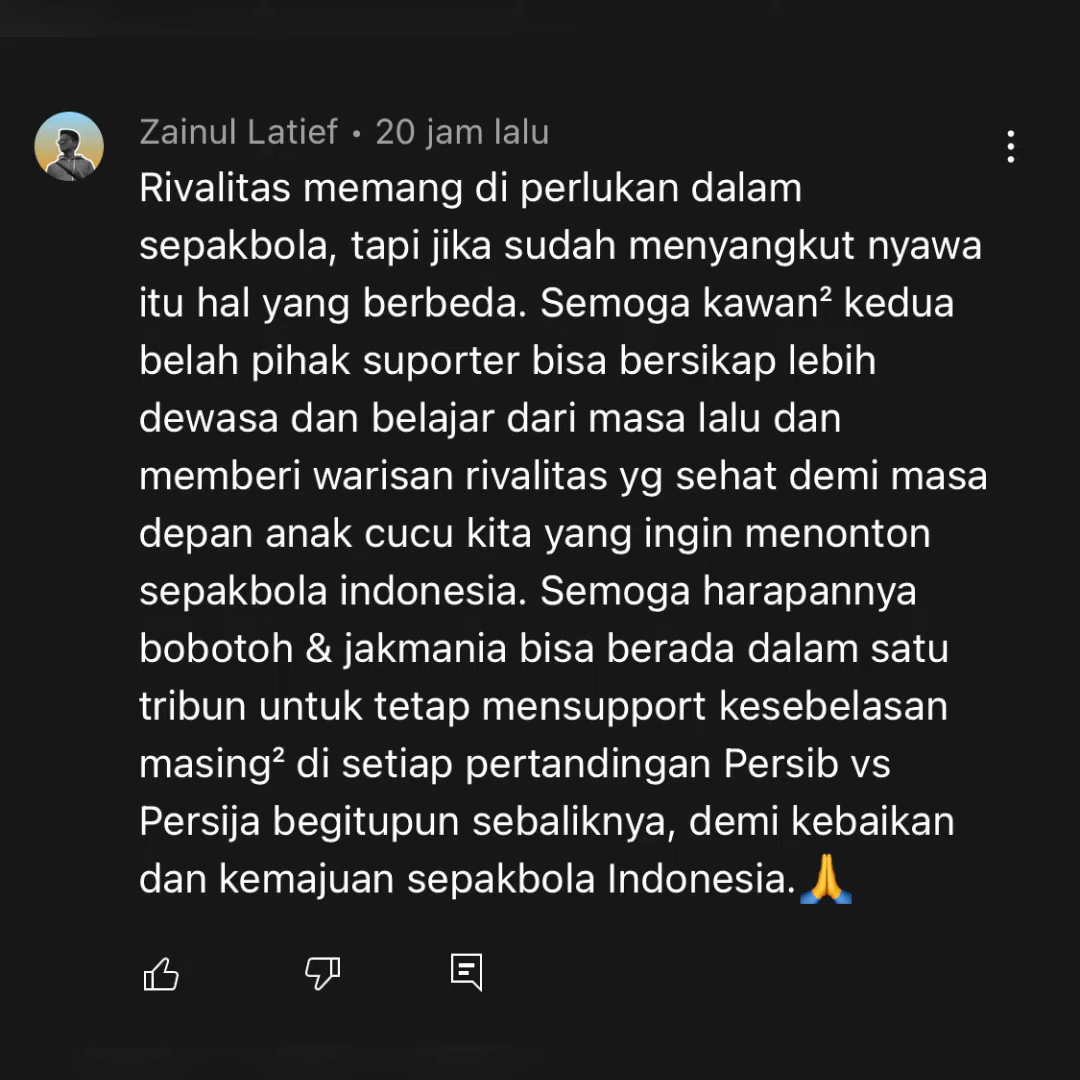 Zainul Latief • 20 jam lalu
Rivalitas memang di perlukan dalam
sepakbola, tapi jika sudah menyangkut nyawa
itu hal yang berbeda. Semoga kawan² kedua
belah pihak suporter bisa bersikap lebih
dewasa dan belajar dari masa lalu dan
memberi warisan rivalitas yg sehat demi masa
depan anak cucu kita yang ingin menonton
sepakbola indonesia. Semoga harapannya
bobotoh & jakmania bisa berada dalam satu
tribun untuk tetap mensupport kesebelasan
masing² di setiap pertandingan Persib vs
Persija begitupun sebaliknya, demi kebaikan
dan kemajuan sepakbola Indonesia.🙏